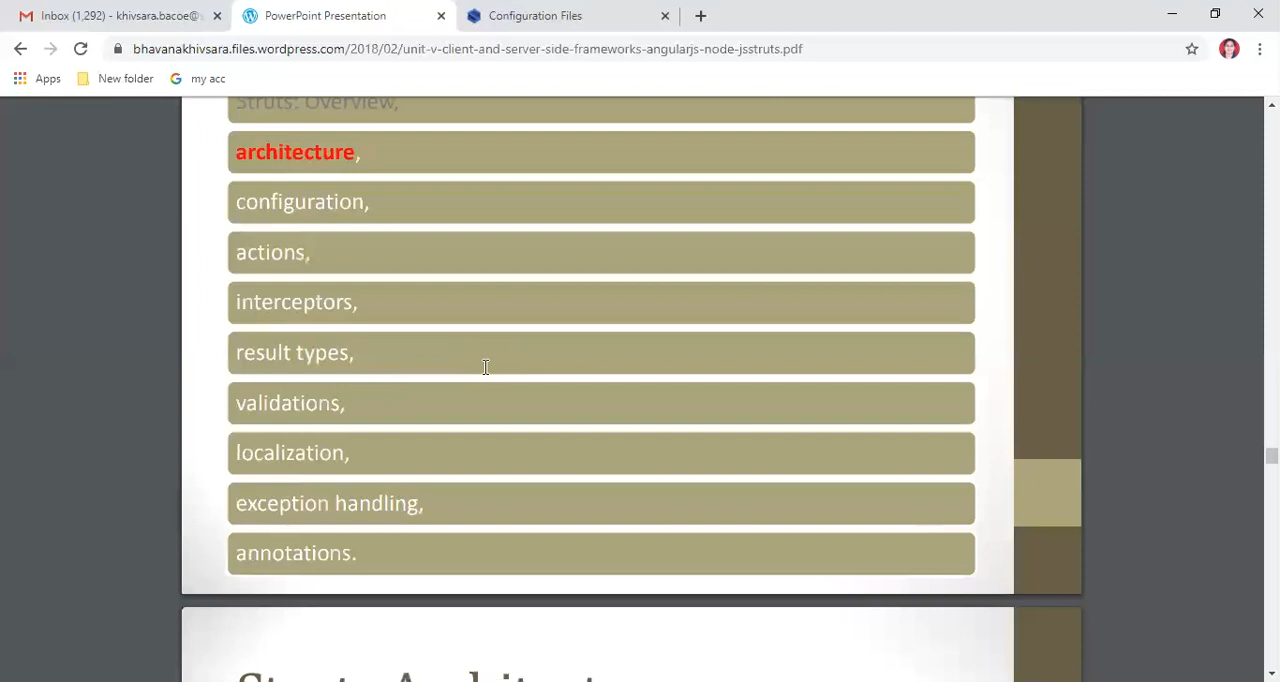 Inbox (1,292) - khivsara.bacoe@
PowerPoint Presentation
Configuration Files
bhavanakhivsara.files.wordpress.com/2018/02/unit-v-client-and-server-side-frameworks-angularjs-node-jsstruts.pdf
Apps
New folder
my acc
Struts: Overview,
architecture,
configuration,
actions,
interceptors,
result types,
validations,
localization,
exception handling,
annotations.